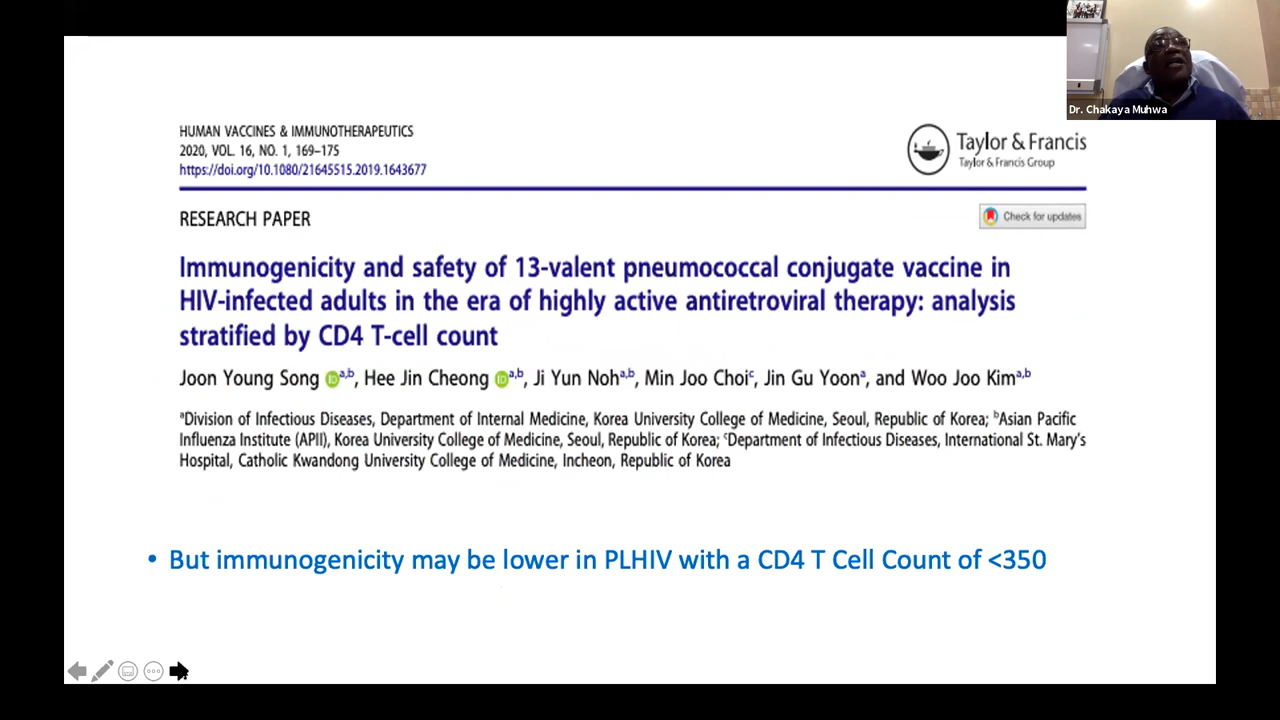 Dr. Chakaya Muhwa
HUMAN VACCINES & IMMUNOTHERAPEUTICS
2020, VOL. 16, NO. 1, 169–175
https://doi.org/10.1080/21645515.2019.1643677
Taylor & Francis
Taylor & Francis Group
RESEARCH PAPER
Check for updates
Immunogenicity and safety of 13-valent pneumococcal conjugate vaccine in
HIV-infected adults in the era of highly active antiretroviral therapy: analysis
stratified by CD4 T-cell count
Joon Young Song iD a,b, Hee Jin Cheong iD a,b, Ji Yun Noh a,b, Min Joo Choi c, Jin Gu Yoon a, and Woo Joo Kim a,b
aDivision of Infectious Diseases, Department of Internal Medicine, Korea University College of Medicine, Seoul, Republic of Korea; bAsian Pacific
Influenza Institute (APII), Korea University College of Medicine, Seoul, Republic of Korea; cDepartment of Infectious Diseases, International St. Mary's
Hospital, Catholic Kwandong University College of Medicine, Incheon, Republic of Korea
• But immunogenicity may be lower in PLHIV with a CD4 T Cell Count of <350